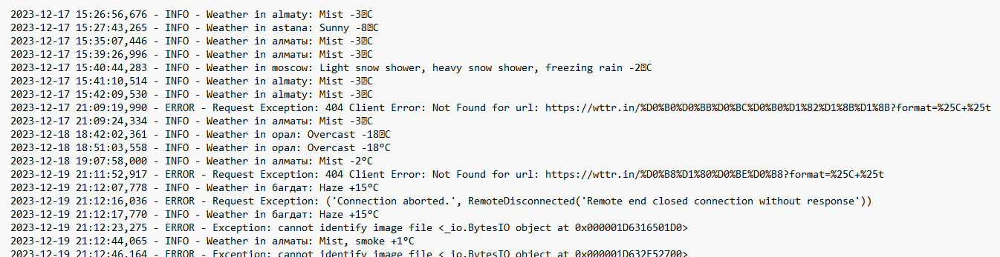 2023-12-17 15:26:56,676 - INFO - Weather in almaty: Mist -3�C
2023-12-17 15:27:43,265 - INFO - Weather in astana: Sunny -8�C
2023-12-17 15:35:07,446 - INFO - Weather in алматы: Mist -3�C
2023-12-17 15:39:26,996 - INFO - Weather in алматы: Mist -3�C
2023-12-17 15:40:44,283 - INFO - Weather in moscow: Light snow shower, heavy snow shower, freezing rain -2�C
2023-12-17 15:41:10,514 - INFO - Weather in almaty: Mist -3�C
2023-12-17 15:42:09,530 - INFO - Weather in almaty: Mist -3�C
2023-12-17 21:09:19,990 - ERROR - Request Exception: 404 Client Error: Not Found for url: https://wttr.in/%D0%B0%D0%BB%D0%BC%D0%B0%D1%82%D1%8B%D1%8B?format=%25C+%25t
2023-12-17 21:09:24,334 - INFO - Weather in алматы: Mist -3�C
2023-12-18 18:42:02,361 - INFO - Weather in орал: Overcast -18�C
2023-12-18 18:51:03,558 - INFO - Weather in орал: Overcast -18°C
2023-12-18 19:07:58,000 - INFO - Weather in алматы: Mist -2°C
2023-12-19 21:11:52,917 - ERROR - Request Exception: 404 Client Error: Not Found for url: https://wttr.in/%D0%B8%D1%80%D0%BE%D0%B8?format=%25C+%25t
2023-12-19 21:12:07,778 - INFO - Weather in багдат: Haze +15°C
2023-12-19 21:12:16,036 - ERROR - Request Exception: ('Connection aborted.', RemoteDisconnected('Remote end closed connection without response'))
2023-12-19 21:12:17,770 - INFO - Weather in багдат: Haze +15°C
2023-12-19 21:12:23,275 - ERROR - Exception: cannot identify image file <_io.BytesIO object at 0x000001D6316501D0>
2023-12-19 21:12:44,065 - INFO - Weather in алматы: Mist, smoke +1°C
2023-12-19 21:12:46,164 - ERROR - Exception: cannot identify image file <_io.BytesIO object at 0x000001D632E52700>